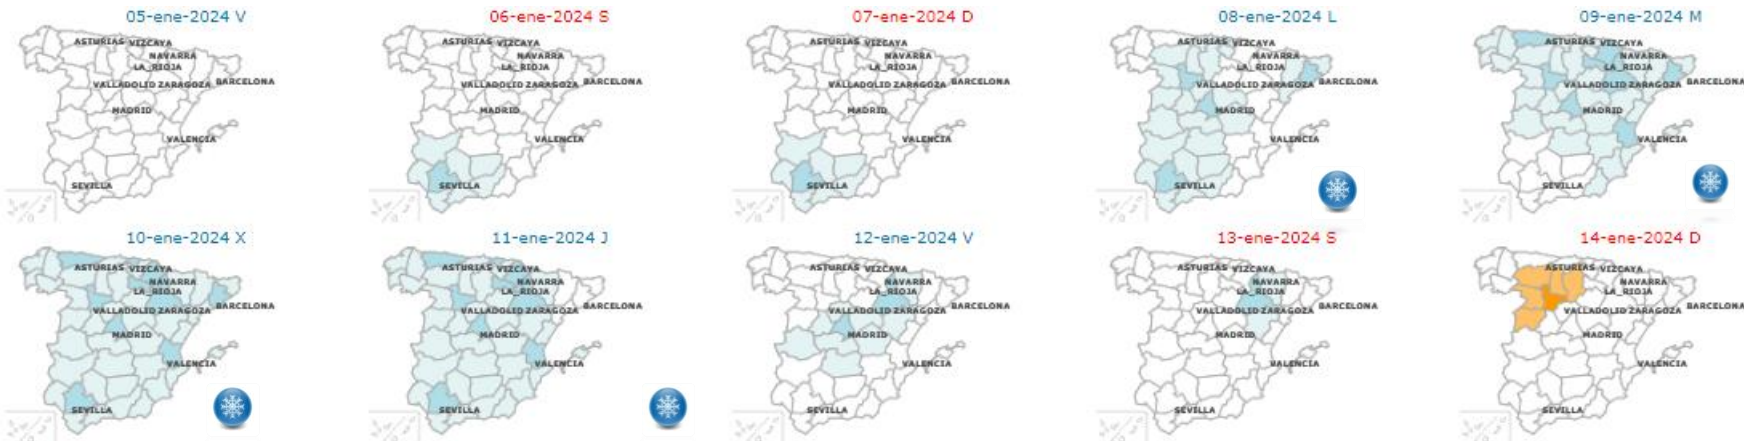 05-ene-2024 V
ASTURIAS VIZCAYA
NAVARRA
LA_RIOJA
VALLADOLID ZARAGOZA BARCELONA
MADRID
VALENCIA
SEVILLA
06-ene-2024 S
ASTURIAS VIZCAYA
NAVARRA
LA_RIOJA
VALLADOLID ZARAGOZA BARCELONA
MADRID
VALENCIA
SEVILLA
07-ene-2024 D
ASTURIAS VIZCAYA
NAVARRA
LA_RIOJA
VALLADOLID ZARAGOZA BARCELONA
MADRID
VALENCIA
SEVILLA
08-ene-2024 L
ASTURIAS VIZCAYA
NAVARRA
LA_RIOJA
VALLADOLID ZARAGOZA BARCELONA
MADRID
VALENCIA
SEVILLA
09-ene-2024 M
ASTURIAS VIZCAYA
NAVARRA
LA_RIOJA
VALLADOLID ZARAGOZA BARCELONA
MADRID
VALENCIA
SEVILLA
10-ene-2024 X
ASTURIAS VIZCAYA
NAVARRA
LA_RIOJA
VALLADOLID ZARAGOZA BARCELONA
MADRID
VALENCIA
SEVILLA
11-ene-2024 J
ASTURIAS VIZCAYA
NAVARRA
LA_RIOJA
VALLADOLID ZARAGOZA BARCELONA
MADRID
VALENCIA
SEVILLA
12-ene-2024 V
ASTURIAS VIZCAYA
NAVARRA
LA_RIOJA
VALLADOLID ZARAGOZA BARCELONA
MADRID
VALENCIA
SEVILLA
13-ene-2024 S
ASTURIAS VIZCAYA
NAVARRA
LA_RIOJA
VALLADOLID ZARAGOZA BARCELONA
MADRID
VALENCIA
SEVILLA
14-ene-2024 D
ASTURIAS VIZCAYA
NAVARRA
LA_RIOJA
VALLADOLID ZARAGOZA BARCELONA
MADRID
VALENCIA
SEVILLA